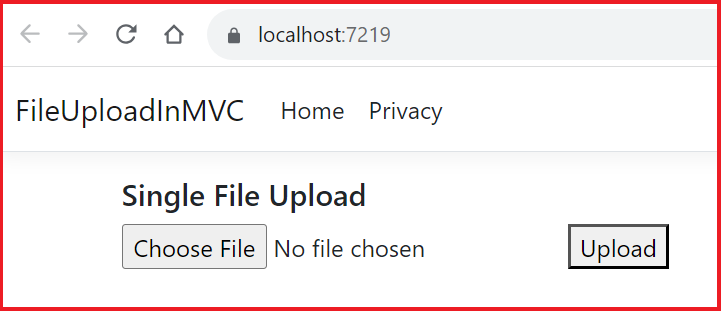 localhost:7219
FileUploadInMVC Home Privacy
Single File Upload
Choose File No file chosen Upload